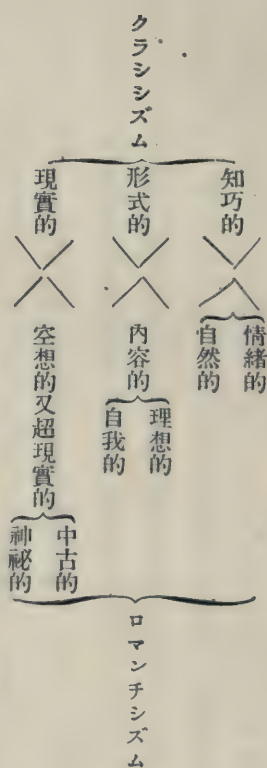 クラシシズム
知巧的
形式的
現實的
情緒的
自然的
內容的
理想的
自我的
空想的又超現實的
中古的
神祕的
ロマンチシズム